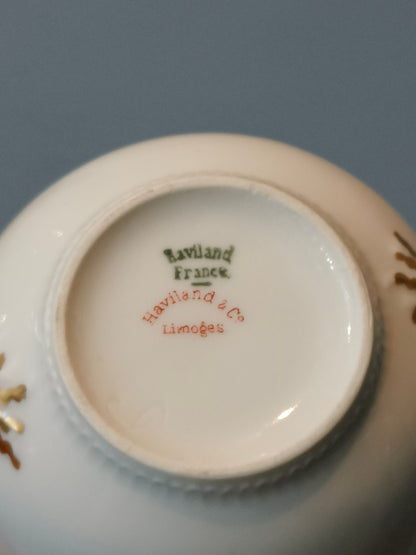 Haviland
France
Haviland & Co
Limoges